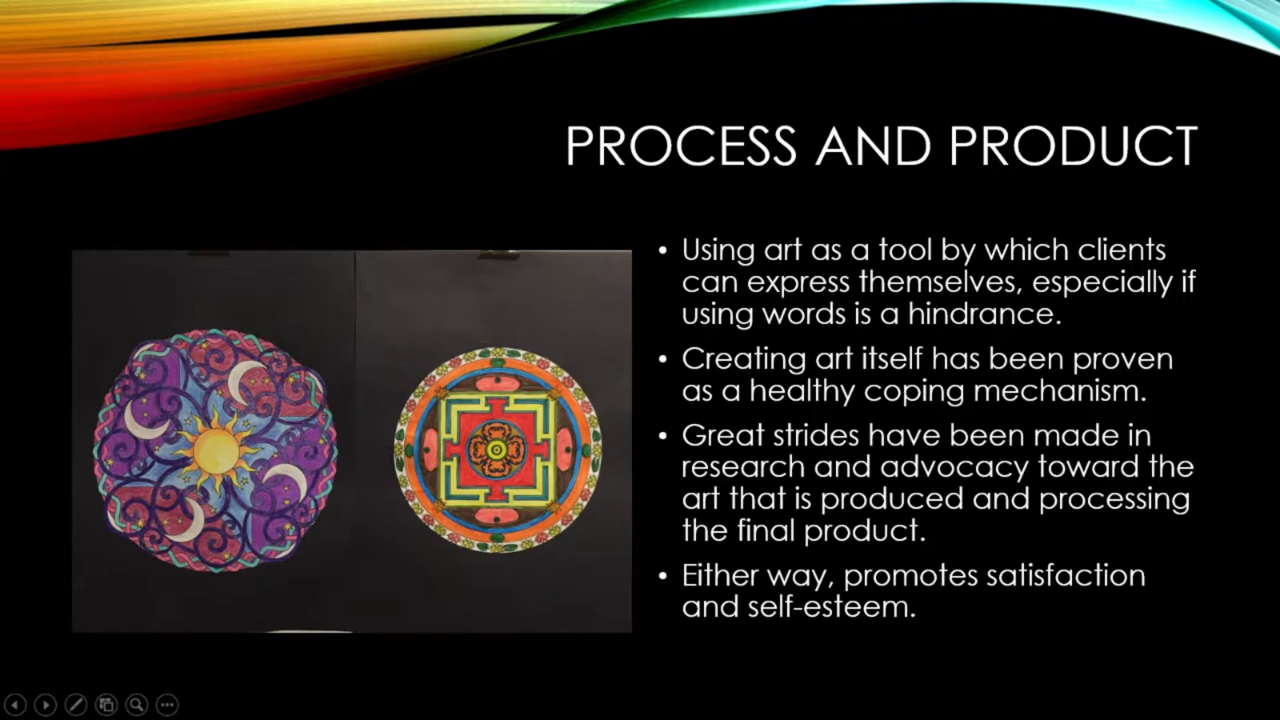 PROCESS AND PRODUCT
• Using art as a tool by which clients
can express themselves, especially if
using words is a hindrance.
• Creating art itself has been proven
as a healthy coping mechanism.
• Great strides have been made in
research and advocacy toward the
art that is produced and processing
the final product.
• Either way, promotes satisfaction
and self-esteem.